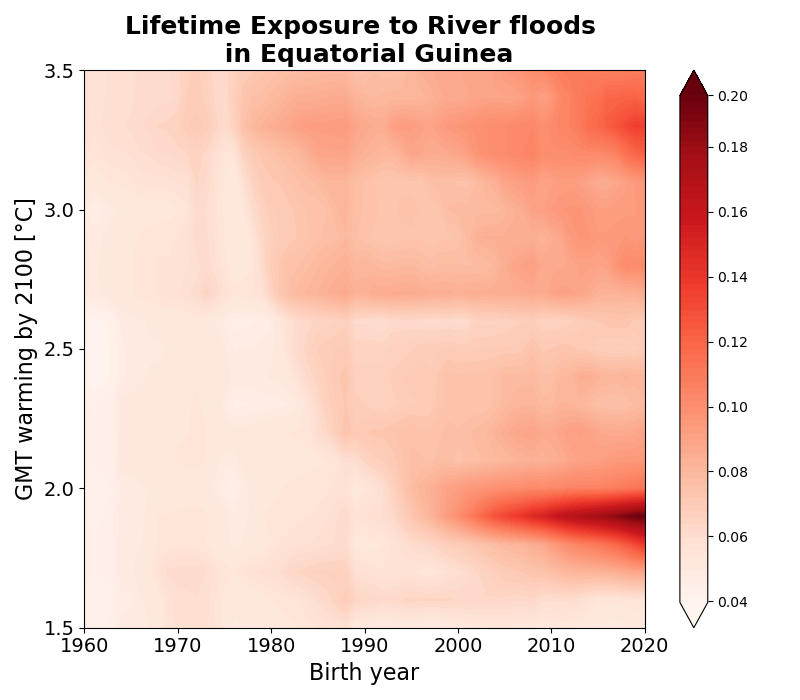 Lifetime Exposure to River floods
in Equatorial Guinea
GMT warming by 2100 [°C]
3.5
3.0
2.5
2.0
1.5
1960 1970 1980 1990 2000 2010 2020
Birth year
0.20
0.18
0.16
0.14
0.12
0.10
0.08
0.06
0.04